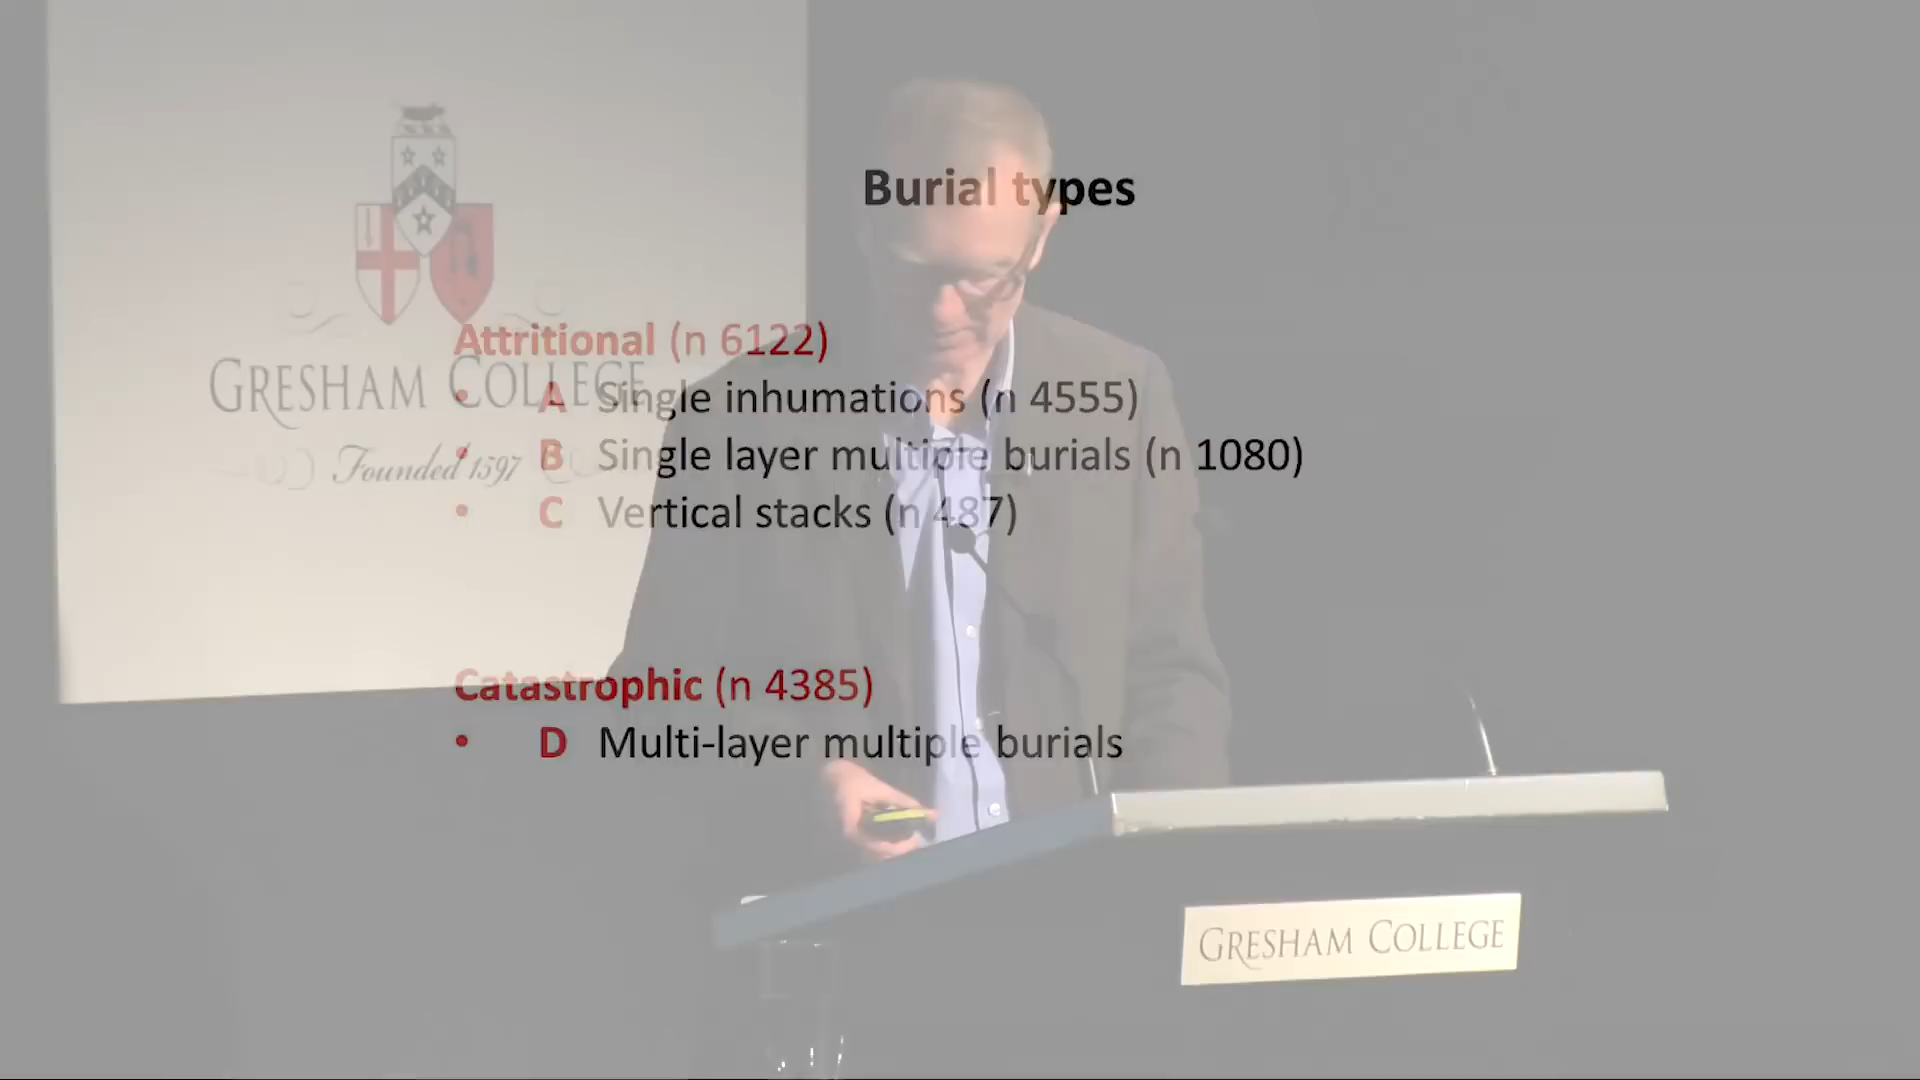 Burial types
Attritional (n 6122)
• A Single inhumations (n 4555)
• B Single layer multiple burials (n 1080)
• C Vertical stacks (n 487)
Catastrophic (n 4385)
• D Multi-layer multiple burials
GRESHAM COLLEGE
Founded 1597
GRESHAM COLLEGE